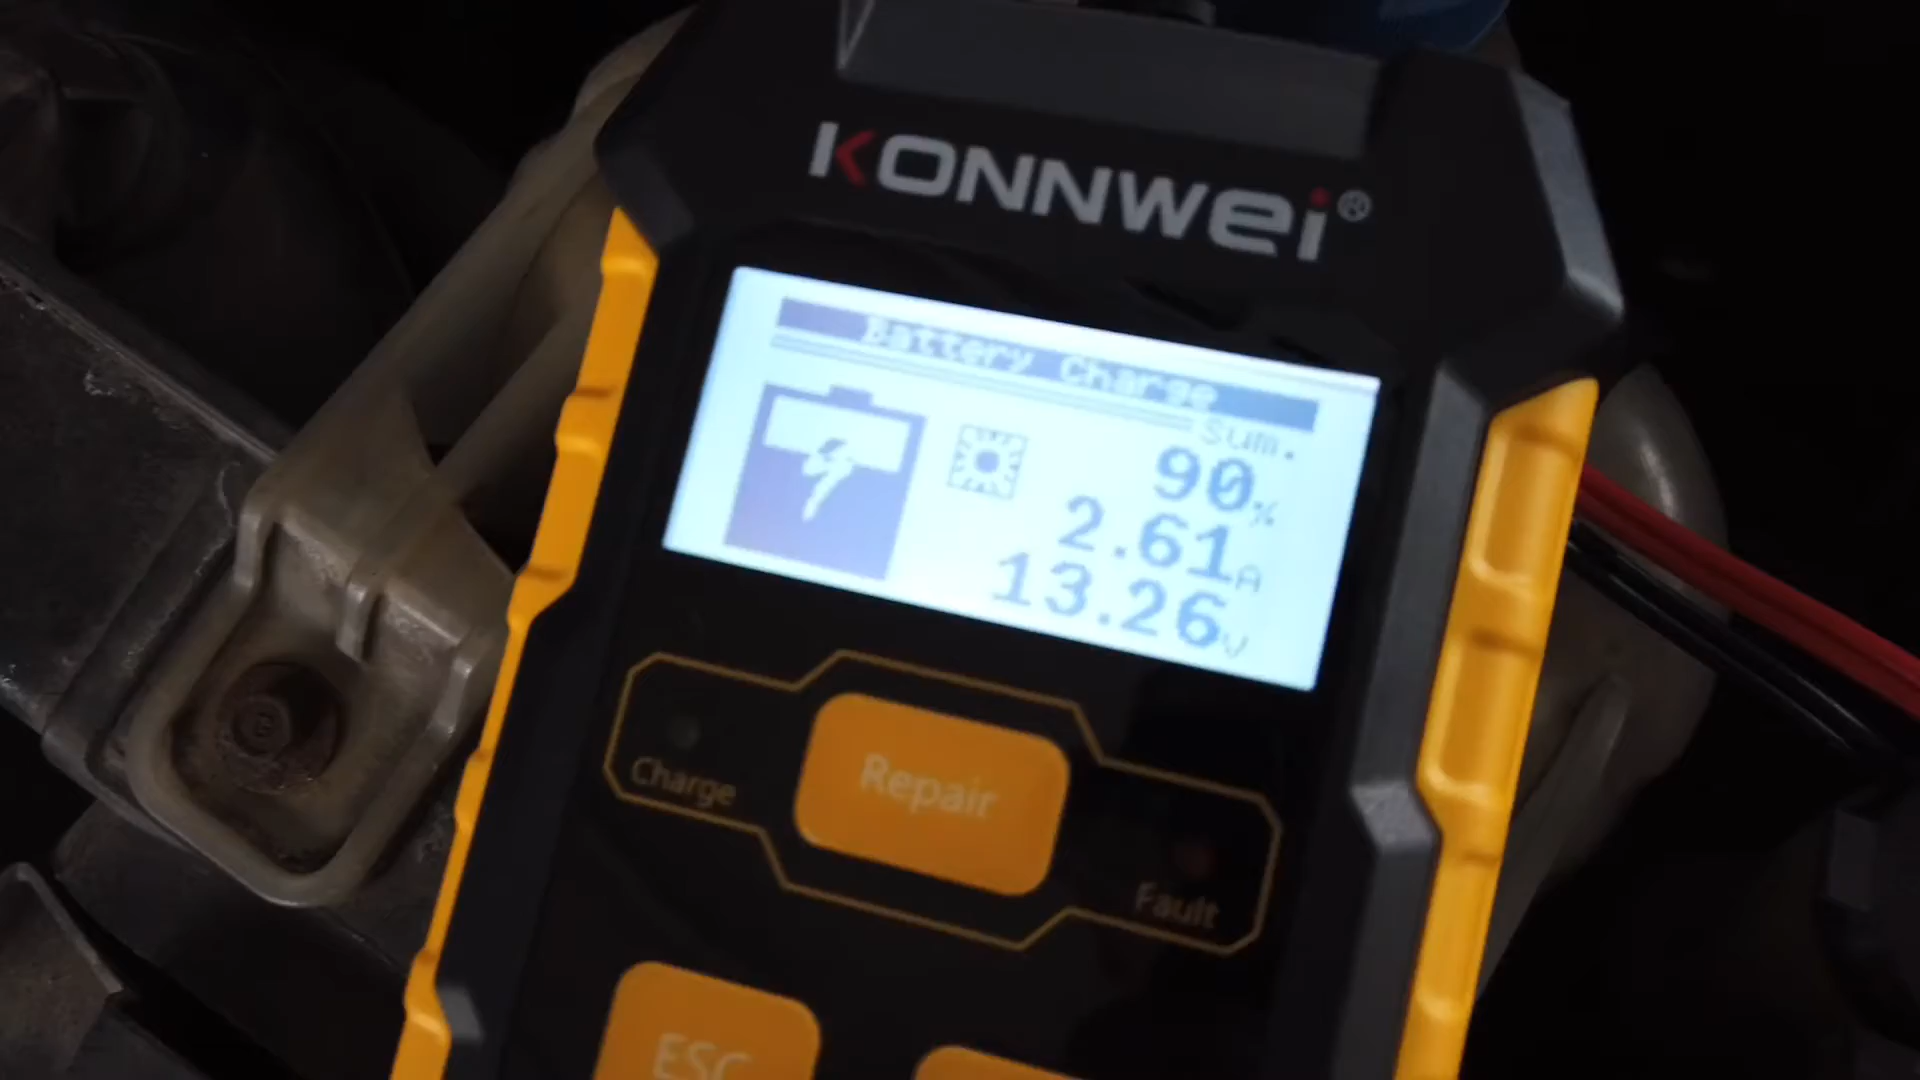 KONNWEI®
Battery Charge
Sum.
90%
2.61A
13.26V
Repair
Charge
Fault
ESC